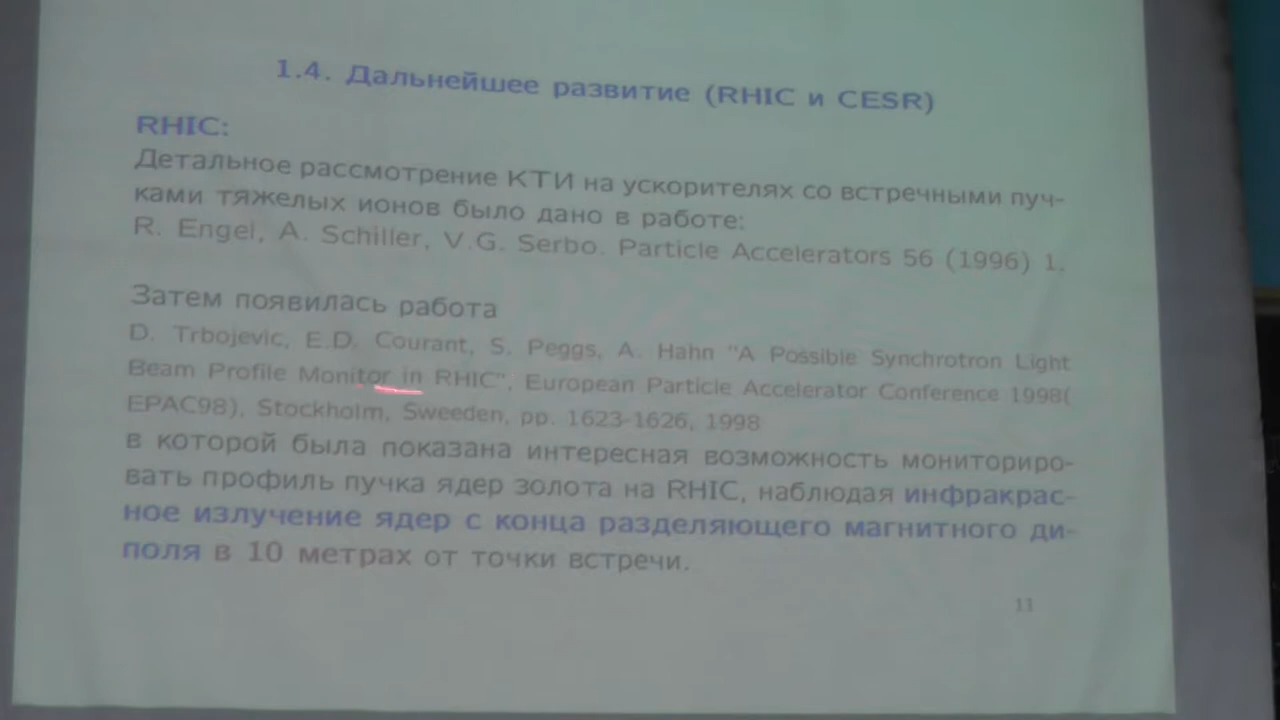 1.4. Дальнейшее развитие (RHIC и CESR)
RHIC:
Детальное рассмотрение КТИ на ускорителях со встречными пуч-
ками тяжелых ионов было дано в работе:
R. Engel, A. Schiller, V.G. Serbo. Particle Accelerators 56 (1996) 1.
Затем появилась работа
D. Trbojevic, E.D. Courant, S. Peggs, A. Hahn "A Possible Synchrotron Light
Beam Profile Monitor in RHIC", European Particle Accelerator Conference 1998(
EPAC98), Stockholm, Sweeden, pp. 1623-1626, 1998
в которой была показана интересная возможность мониториро-
вать профиль пучка ядер золота на RHIC, наблюдая инфракрас-
ное излучение ядер с конца разделяющего магнитного ди-
поля в 10 метрах от точки встречи.
11